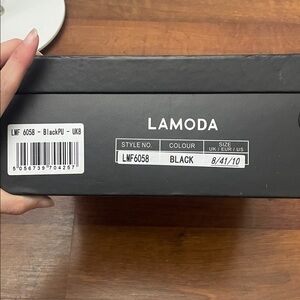 LAMODA
LMF 6058 - BlackPU - UK8
5056739704257
STYLE NO. COLOUR SIZE
UK / EUR / US
LMF6058 BLACK 8/41/10